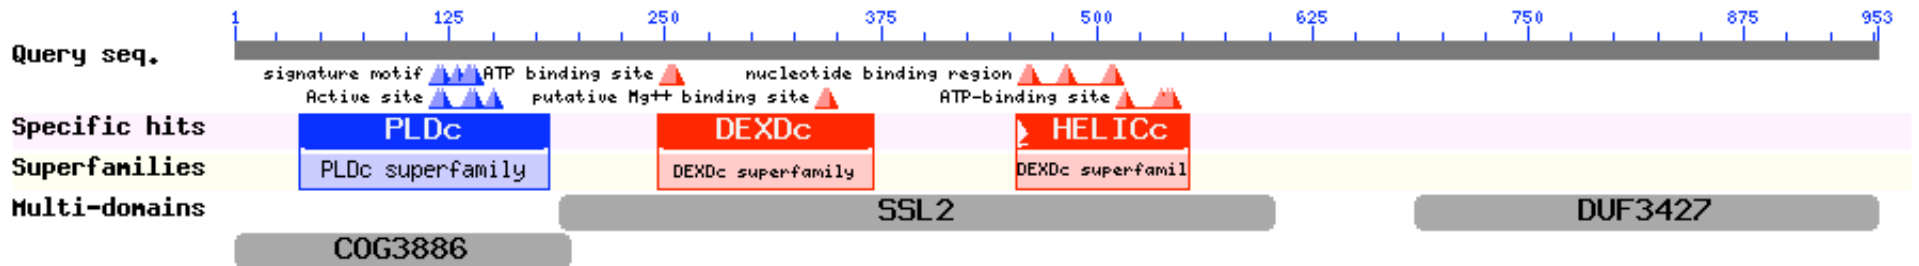 1 125 250 375 500 625 750 875 953
Query seq.
signature motif ATP binding site nucleotide binding region
Active site putative Mg++ binding site ATP-binding site
Specific hits PLDc DEXDc HELICc
Superfamilies PLDc superfamily DEXDc superfamily DEXDc superfamil
Multi-domains SSL2 DUF3427
COG3886